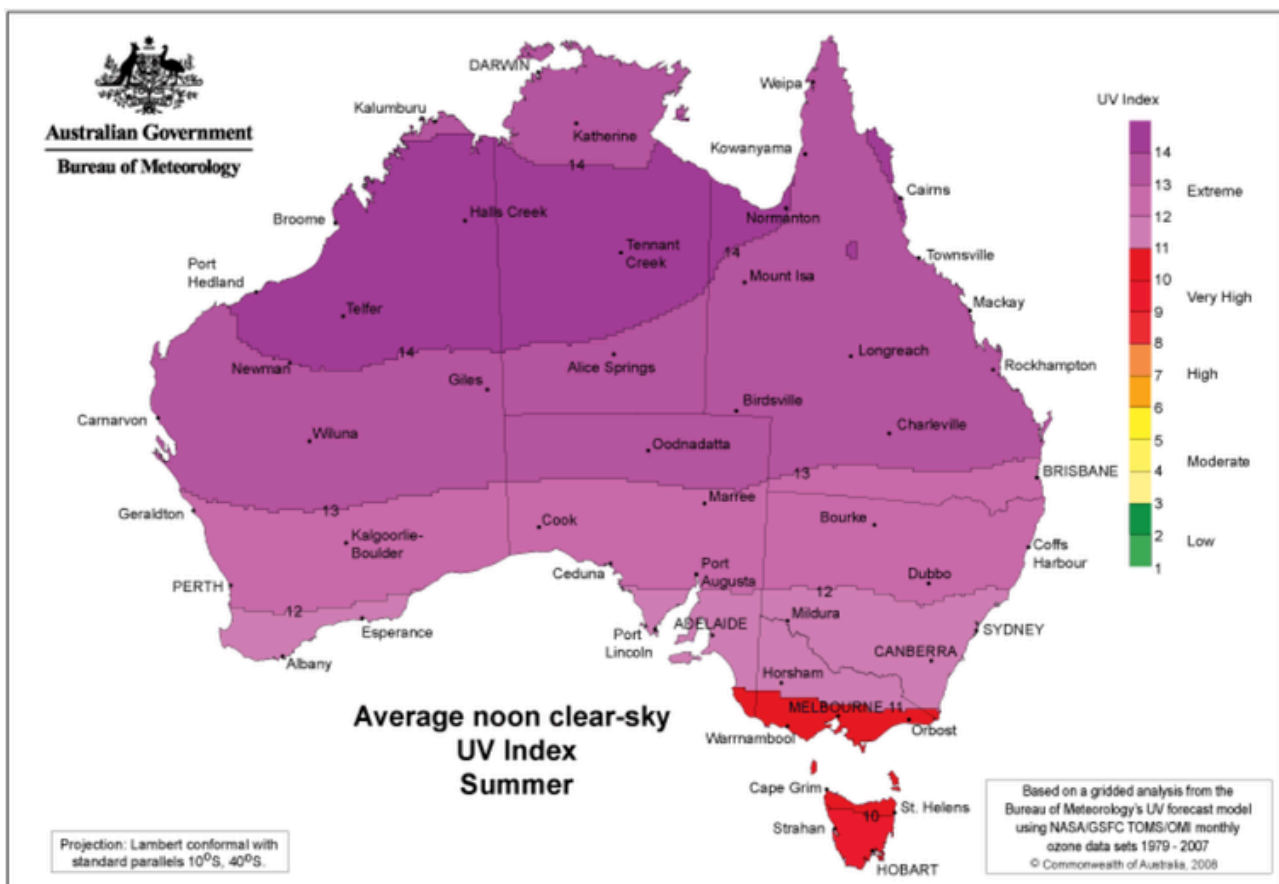 Australian Government
Bureau of Meteorology
DARWIN
Kalumburu
Katherine
14
Weipa
Kowanyama
Cairns
Broome
Halls Creek
Normanton
Tennant
Creek
14
Townsville
Port
Hedland
Mount Isa
Telfer
Mackay
14
Newman
Giles
Alice Springs
Longreach
Rockhampton
Carnarvon
Wiluna
Birdsville
Charleville
Oodnadatta
13
BRISBANE
Geraldton
13
Marree
Kalgoorlie-
Boulder
Cook
Bourke
Coffs
Harbour
PERTH
Ceduna
Port
Augusta
Dubbo
12
12
Esperance
Albany
Port
Lincoln
ADELAIDE
Mildura
SYDNEY
CANBERRA
Horsham
MELBOURNE 11
Warrnambool
Orbost
Cape Grim
10
St. Helens
Strahan
HOBART
UV Index
14
13
12
11
10
9
8
7
6
5
4
3
2
1
Extreme
Very High
High
Moderate
Low
Average noon clear-sky
UV Index
Summer
Projection: Lambert conformal with
standard parallels 10°S, 40°S.
Based on a gridded analysis from the
Bureau of Meteorology's UV forecast model
using NASA/GSFC TOMS/OMI monthly
ozone data sets 1979 - 2007
© Commonwealth of Australia, 2008